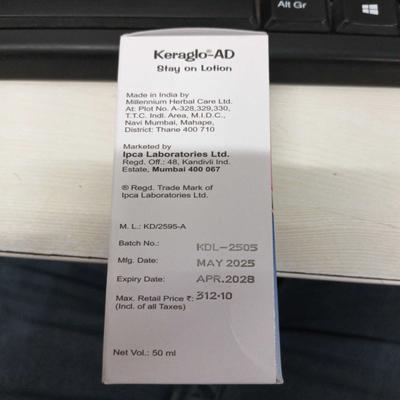 Alt Gr
Keraglo®-AD
Stay on Lotion
Made in India by
Millennium Herbal Care Ltd.
At: Plot No. A-328,329,330,
T.T.C. Indl. Area, M.I.D.C.,
Navi Mumbai, Mahape,
District: Thane 400 710
Marketed by
Ipca Laboratories Ltd.
Regd. Off.: 48, Kandivli Ind.
Estate, Mumbai 400 067
® Regd. Trade Mark of
Ipca Laboratories Ltd.
M. L.: KD/2595-A
Batch No.: KDL-2505
Mfg. Date: MAY 2025
Expiry Date: APR.2028
Max. Retail Price ₹: 312.10
(Incl. of all Taxes)
Net Vol.: 50 ml